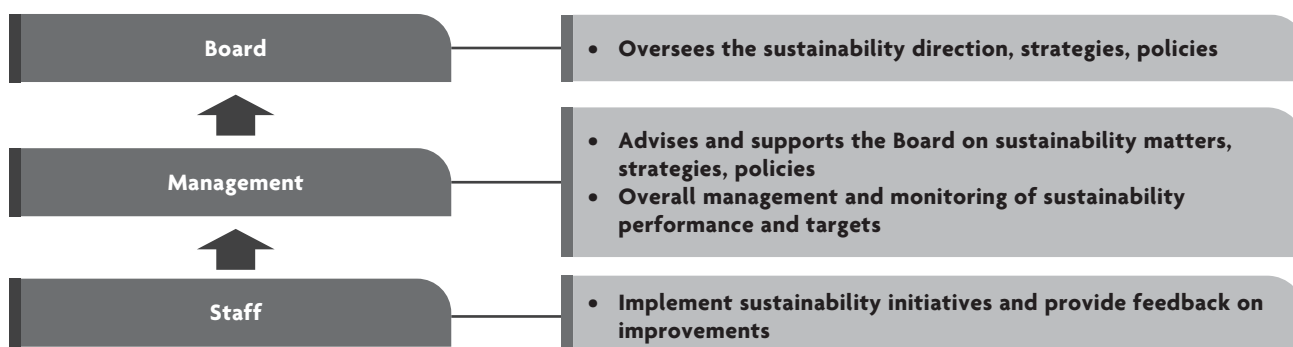 Board
• Oversees the sustainability direction, strategies, policies
Management
• Advises and supports the Board on sustainability matters,
strategies, policies
• Overall management and monitoring of sustainability
performance and targets
Staff
• Implement sustainability initiatives and provide feedback on
improvements